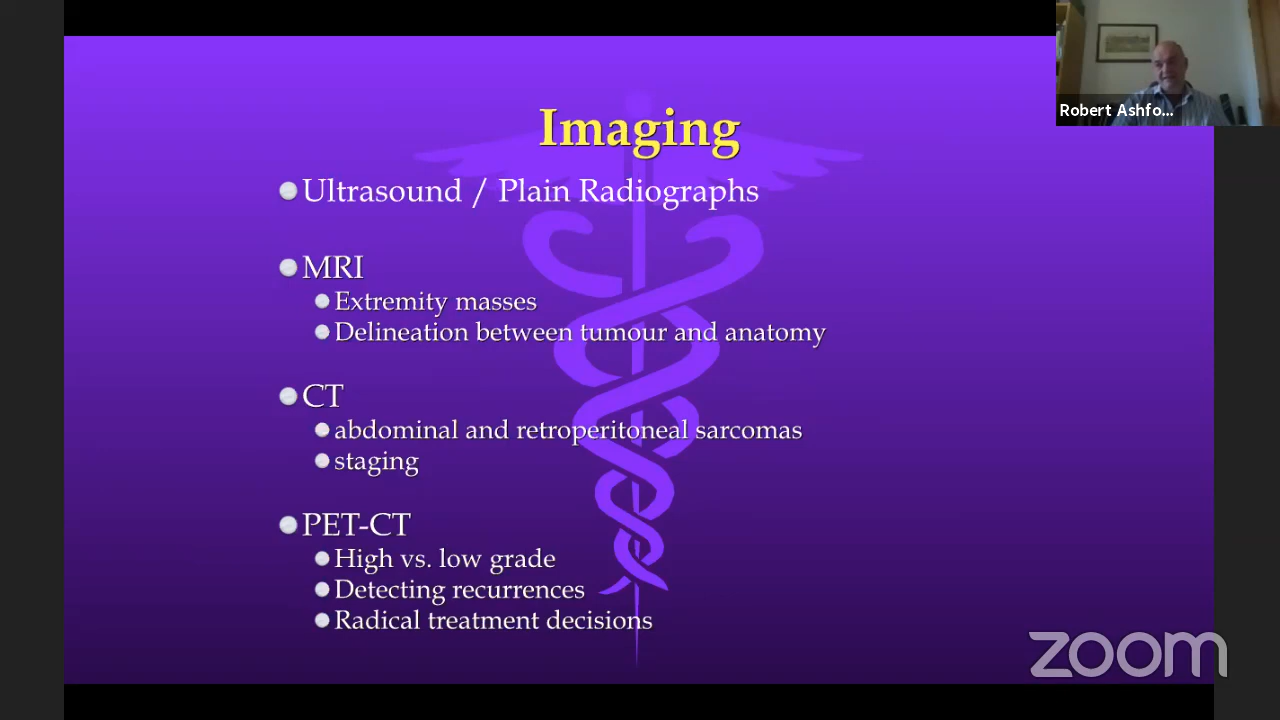 Imaging
Ultrasound / Plain Radiographs
MRI
Extremity masses
Delineation between tumour and anatomy
CT
abdominal and retroperitoneal sarcomas
staging
PET-CT
High vs. low grade
Detecting recurrences
Radical treatment decisions
Robert Ashfo...
zoom